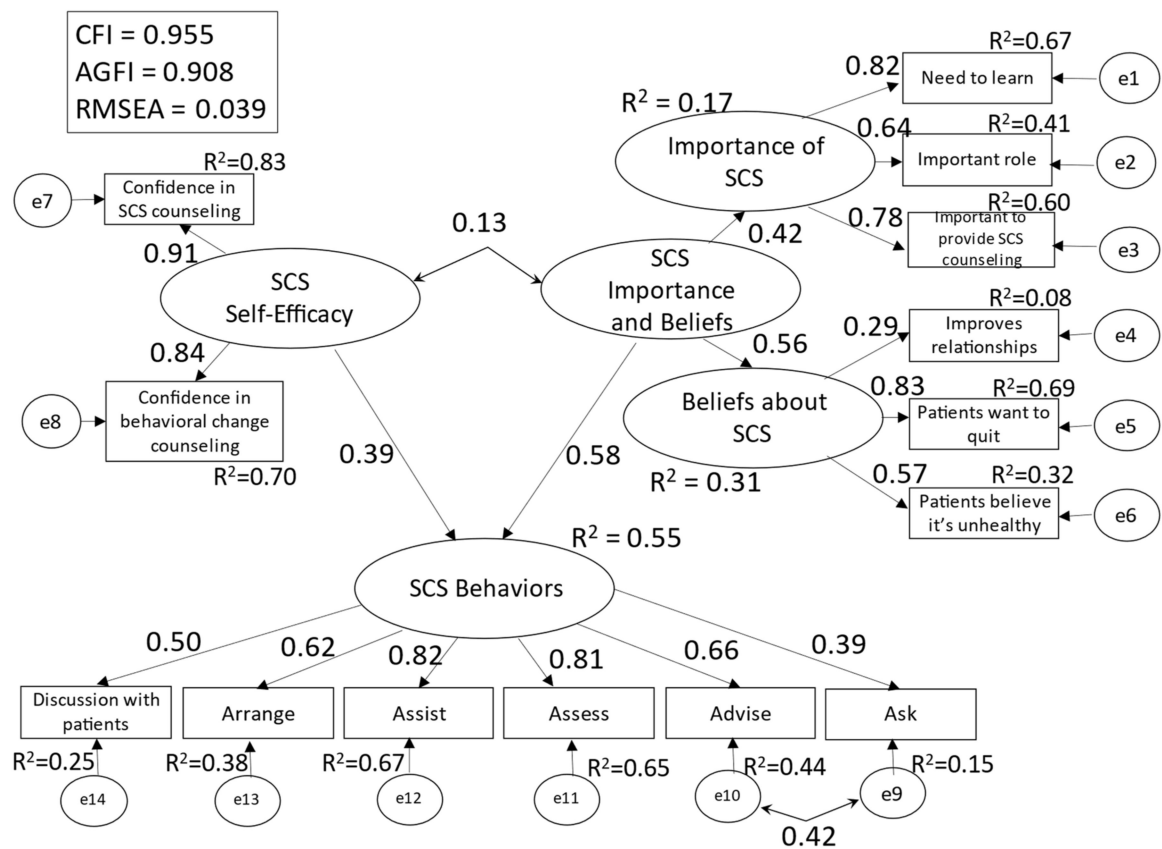 CFI = 0.955
AGFI = 0.908
RMSEA = 0.039
R²=0.67
0.82
Need to learn
e1
R² = 0.17
Importance of
SCS
R²=0.41
0.64
Important role
e2
R²=0.60
0.78
Important to
provide SCS
counseling
e3
R²=0.83
e7
Confidence in
SCS counseling
0.91
0.13
0.42
SCS
Self-Efficacy
SCS
Importance
and Beliefs
R²=0.08
0.29
Improves
relationships
e4
0.84
0.56
e8
Confidence in
behavioral change
counseling
R²=0.70
Beliefs about
SCS
R² = 0.31
0.83
R²=0.69
Patients want to
quit
e5
0.57
R²=0.32
Patients believe
it's unhealthy
e6
0.39
0.58
R² = 0.55
SCS Behaviors
0.50
0.62
0.82
0.81
0.66
0.39
Discussion with
patients
Arrange
Assist
Assess
Advise
Ask
R²=0.25
R²=0.38
R²=0.67
R²=0.65
R²=0.44
R²=0.15
e14
e13
e12
e11
e10
e9
0.42